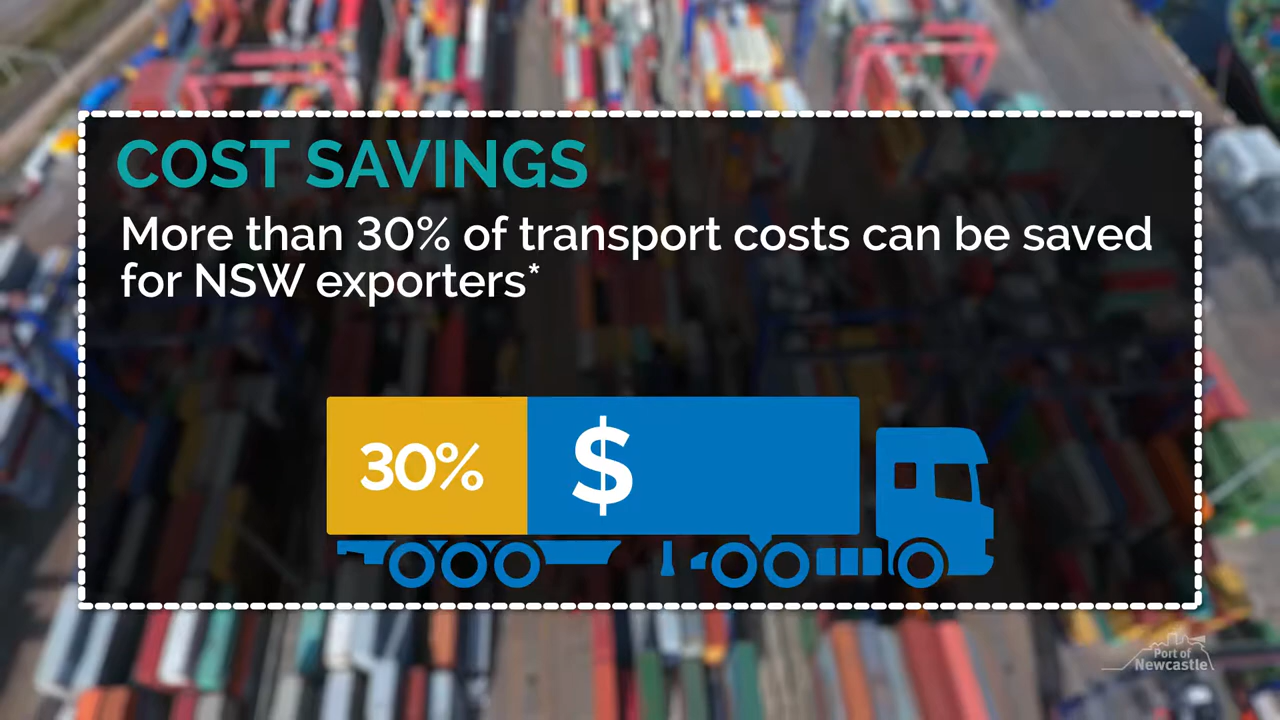 COST SAVINGS
More than 30% of transport costs can be saved
for NSW exporters*
30%
$
Port of
Newcastle